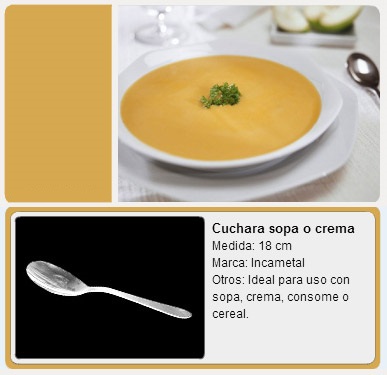 Cuchara sopa o crema
Medida: 18 cm
Marca: Incametal
Otros: Ideal para uso con
sopa, crema, consome o
cereal.